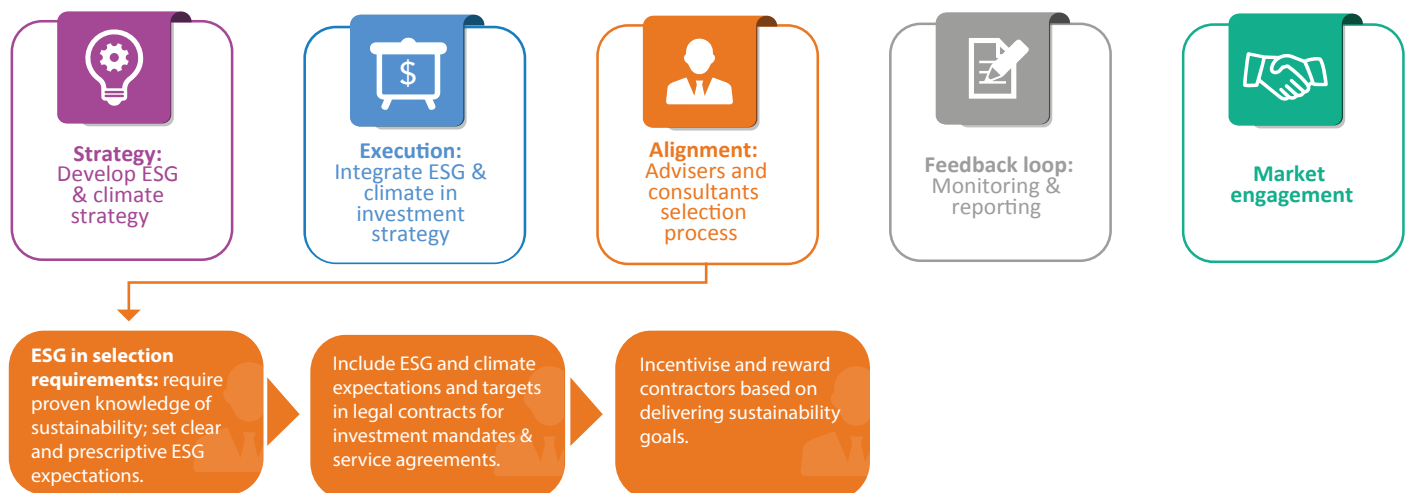 $
Strategy:
Develop ESG
& climate
strategy
Execution:
Integrate ESG &
climate in
investment
strategy
Alignment:
Advisers and
consultants
selection
process
Feedback loop:
Monitoring &
reporting
Market
engagement
ESG in selection
requirements: require
proven knowledge of
sustainability; set clear
and prescriptive ESG
expectations.
Include ESG and climate
expectations and targets
in legal contracts for
investment mandates &
service agreements.
Incentivise and reward
contractors based on
delivering sustainability
goals.